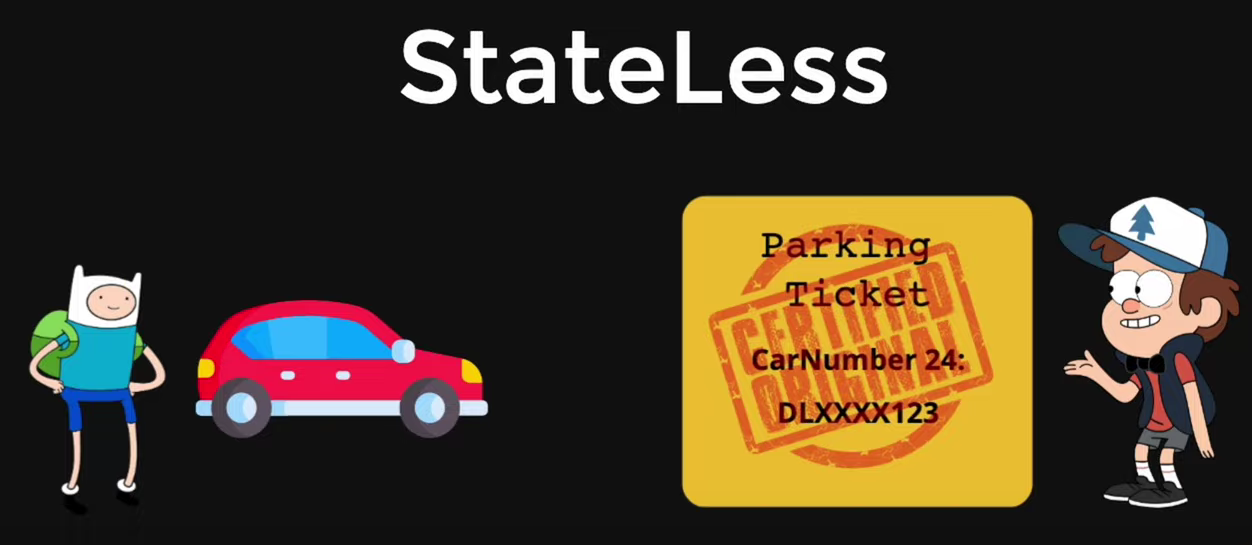 StateLess
Parking
Ticket
CERTIFIED
ORIGINAL
CarNumber 24:
DLXXXX123